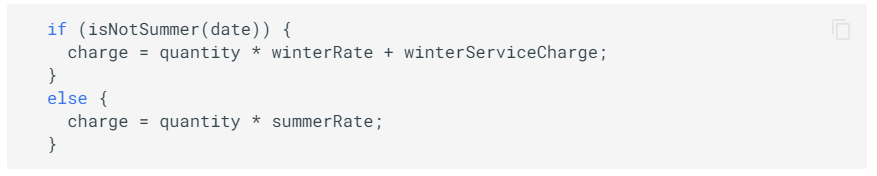 if (isNotSummer(date)) {
  charge = quantity * winterRate + winterServiceCharge;
}
else {
  charge = quantity * summerRate;
}